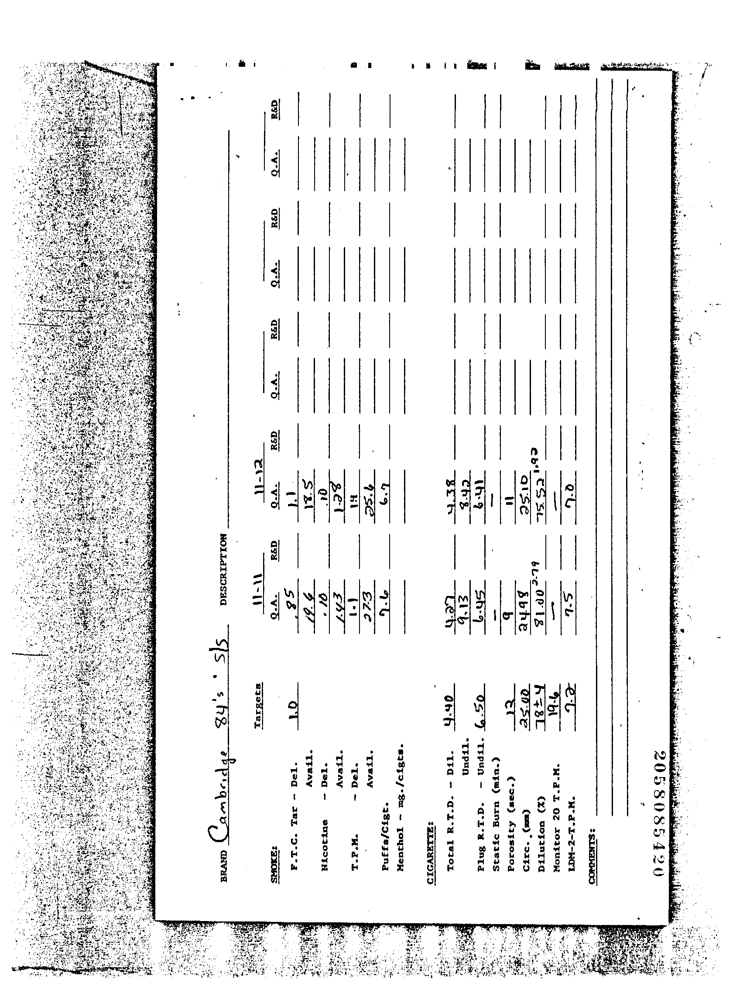 BRAND Cambridge 84's · S/S DESCRIPTION
Targets 11-11 11-12
SMOKE: Q.A. R&D Q.A. R&D Q.A. R&D Q.A. R&D Q.A. R&D
F.T.C. Tar - Del. 1.0 .85 1.1
Avail. 18.5
Nicotine - Del. .10 .10
Avail. 1.43 1.28
T.P.M. - Del. 1.1
Avail. 27.3 25.6
Puffs/Cigt. 7.6 6.7
Menthol - mg./cigts.
CIGARETTE:
Total R.T.D. - Dil. 4.40 4.27 4.38
Undil. 9.13 8.42
Plug R.T.D. - Undil. 6.50 6.45 6.41
Static Burn (min.) — —
Porosity (sec.) 12 9 11
Circ. (mm) 25.00 24.98 25.10
Dilution (%) 78±4 81.00 2.79 75.52 1.92
Monitor 20 T.P.M. 19.6 — —
LDM-2-T.P.M. 7.2 7.5 7.0
COMMENTS:
2058085420